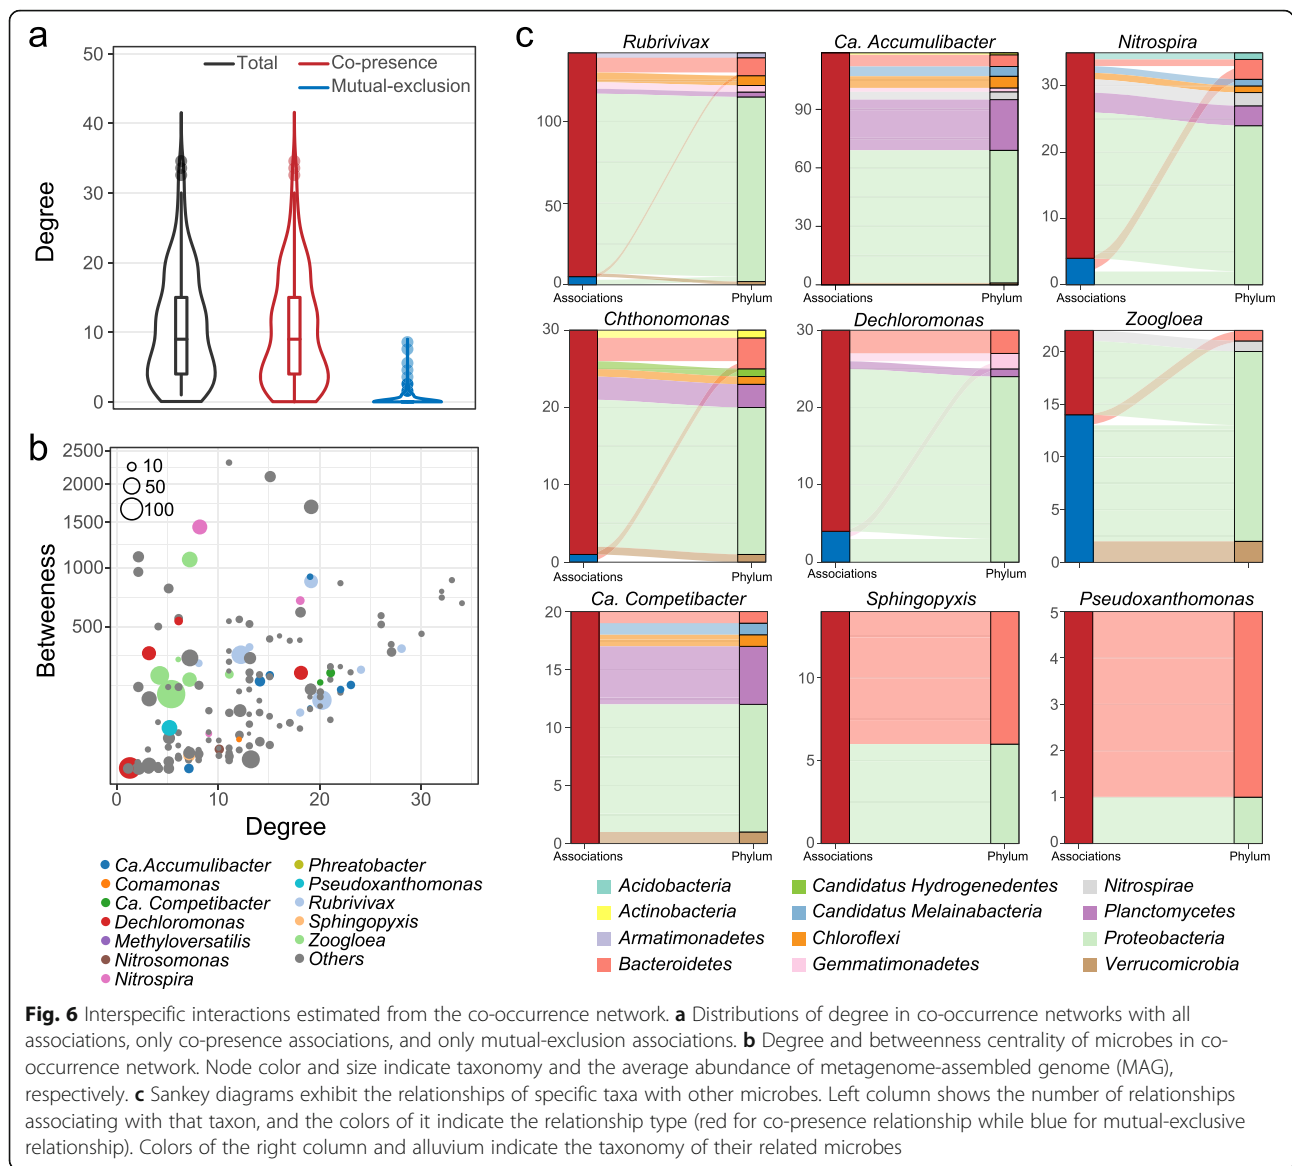 a
50
40
30
20
10
0
Degree
Total
Co-presence
Mutual-exclusion
b
2500
2000
1500
1000
500
Betweenness
10
50
100
0
10
20
30
Degree
Ca.Accumulibacter
Comamonas
Ca. Competibacter
Dechloromonas
Methyloversatilis
Nitrosomonas
Nitrospira
Phreatobacter
Pseudoxanthomonas
Rubrivivax
Sphingopyxis
Zoogloea
Others
c
Rubrivivax
100
50
0
Associations
Phylum
Ca. Accumulibacter
90
60
30
0
Associations
Phylum
Nitrospira
30
20
10
0
Associations
Phylum
Chthonomonas
30
20
10
0
Associations
Phylum
Dechloromonas
30
20
10
0
Associations
Phylum
Zoogloea
20
15
10
5
0
Associations
Phylum
Ca. Competibacter
20
15
10
5
0
Associations
Phylum
Sphingopyxis
10
5
0
Associations
Phylum
Pseudoxanthomonas
5
4
3
2
1
0
Associations
Phylum
Acidobacteria
Actinobacteria
Armatimonadetes
Bacteroidetes
Candidatus Hydrogenedentes
Candidatus Melainabacteria
Chloroflexi
Gemmatimonadetes
Nitrospirae
Planctomycetes
Proteobacteria
Verrucomicrobia
Fig. 6 Interspecific interactions estimated from the co-occurrence network. a Distributions of degree in co-occurrence networks with all
associations, only co-presence associations, and only mutual-exclusion associations. b Degree and betweenness centrality of microbes in co-
occurrence network. Node color and size indicate taxonomy and the average abundance of metagenome-assembled genome (MAG),
respectively. c Sankey diagrams exhibit the relationships of specific taxa with other microbes. Left column shows the number of relationships
associating with that taxon, and the colors of it indicate the relationship type (red for co-presence relationship while blue for mutual-exclusive
relationship). Colors of the right column and alluvium indicate the taxonomy of their related microbes